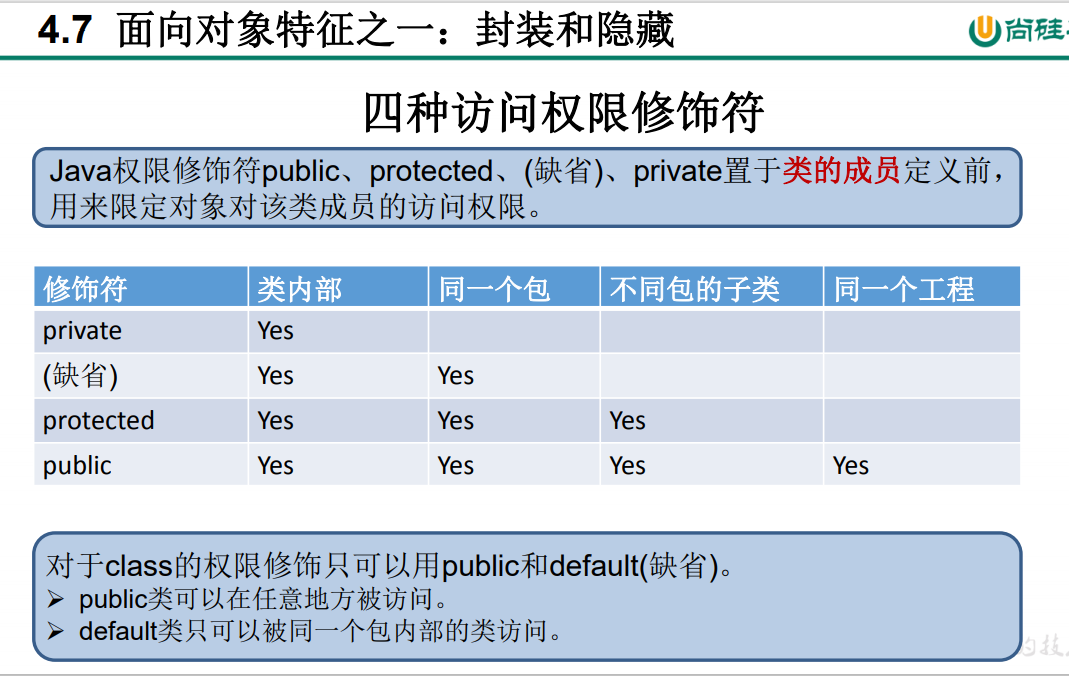 4.7 面向对象特征之一：封装和隐藏
尚硅
四种访问权限修饰符
Java权限修饰符public、protected、(缺省)、private置于类的成员定义前，
用来限定对象对该类成员的访问权限。
修饰符 类内部 同一个包 不同包的子类 同一个工程
private Yes
(缺省) Yes Yes
protected Yes Yes Yes
public Yes Yes Yes Yes
对于class的权限修饰只可以用public和default(缺省)。
➢ public类可以在任意地方被访问。
➢ default类只可以被同一个包内部的类访问。